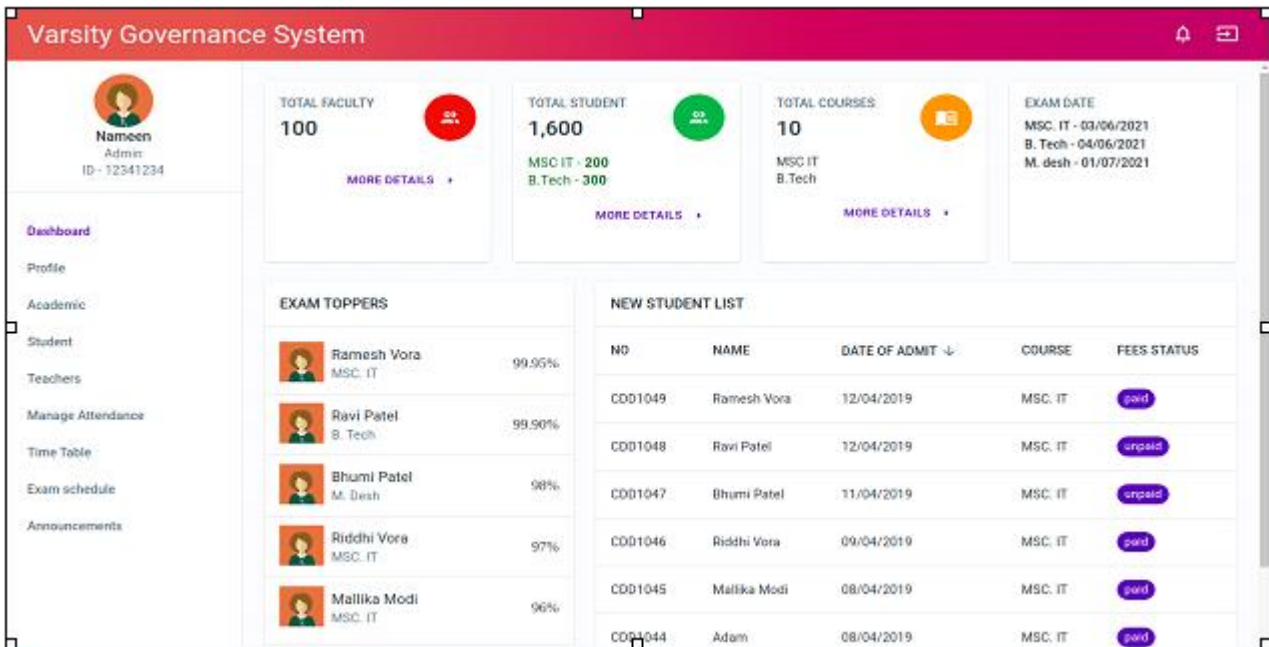 Varsity Governance System
Nameen
Admin
ID - 12341234
Dashboard
Profile
Academic
Student
Teachers
Manage Attendance
Time Table
Exam schedule
Announcements
TOTAL FACULTY
100
MORE DETAILS
TOTAL STUDENT
1,600
MSC IT - 200
B.Tech - 300
MORE DETAILS
TOTAL COURSES
10
MSC IT
B.Tech
MORE DETAILS
EXAM DATE
MSC. IT - 03/06/2021
B. Tech - 04/06/2021
M. desh - 01/07/2021
EXAM TOPPERS
Ramesh Vora 99.95%
MSC. IT
Ravi Patel 99.90%
B. Tech
Bhumi Patel 98%
M. Desh
Riddhi Vora 97%
MSC. IT
Mallika Modi 96%
MSC. IT
NEW STUDENT LIST
NO NAME DATE OF ADMIT ↓ COURSE FEES STATUS
CDD1049 Ramesh Vora 12/04/2019 MSC. IT paid
CDD1048 Ravi Patel 12/04/2019 MSC. IT unpaid
CDD1047 Bhumi Patel 11/04/2019 MSC. IT unpaid
CDD1046 Riddhi Vora 09/04/2019 MSC. IT paid
CDD1045 Mallika Modi 08/04/2019 MSC. IT paid
CDD1044 Adam 08/04/2019 MSC. IT paid